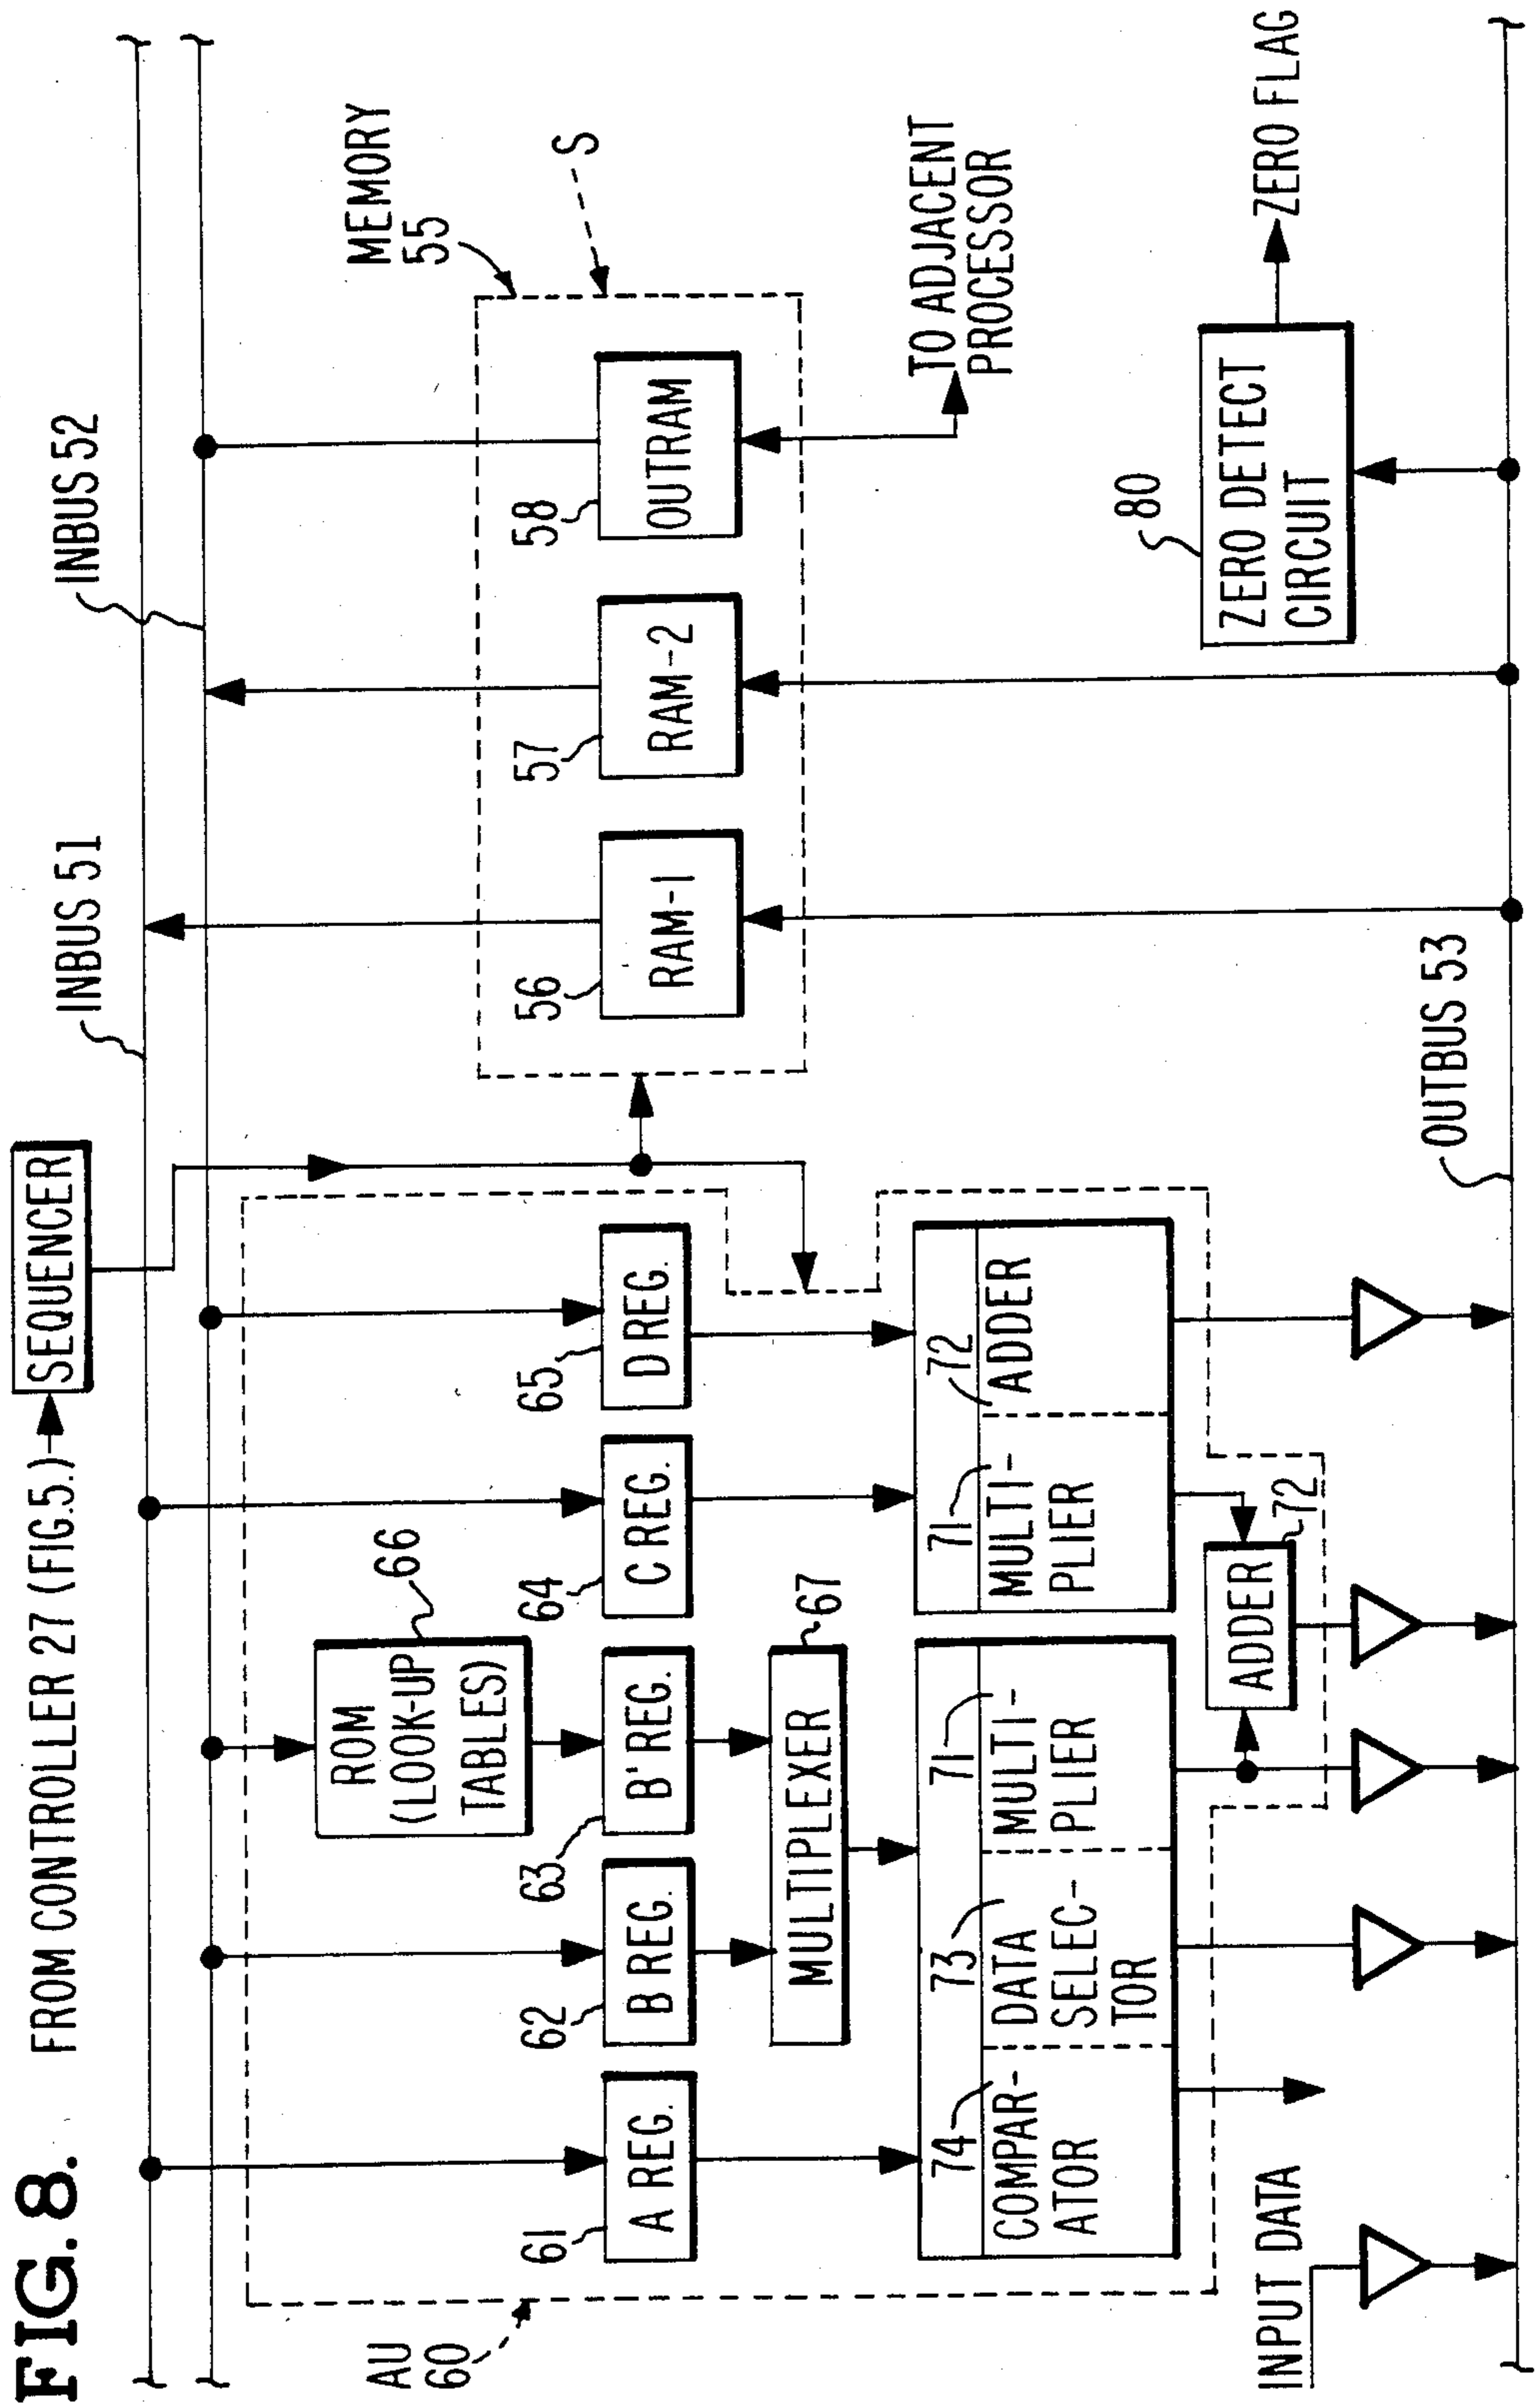 FIG. 8.
FROM CONTROLLER 27 (FIG.5.)
SEQUENCER
INBUS 51
INBUS 52
AU
60
ROM
(LOOK-UP
TABLES)
66
61
A REG.
62
B REG.
63
B' REG.
64
C REG.
65
D REG.
MULTIPLEXER
67
74
COMPAR-
ATOR
73
DATA
SELEC-
TOR
71
MULTI-
PLIER
71
MULTI-
PLIER
72
ADDER
ADDER
72
MEMORY
55
S
56
RAM-1
57
RAM-2
58
OUTRAM
TO ADJACENT
PROCESSOR
80
ZERO DETECT
CIRCUIT
ZERO FLAG
INPUT DATA
OUTBUS 53